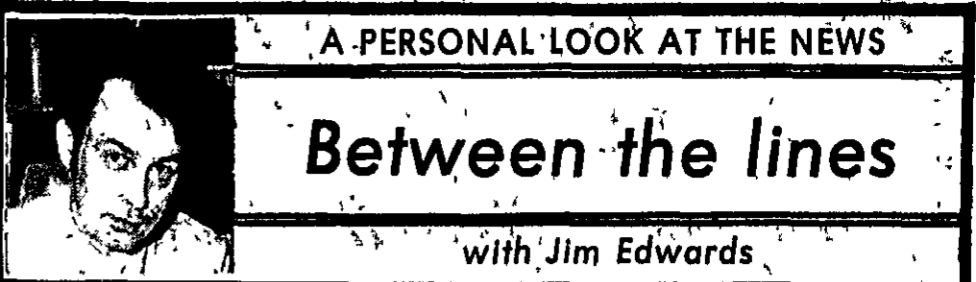 A PERSONAL LOOK AT THE NEWS
Between the lines
with Jim Edwards